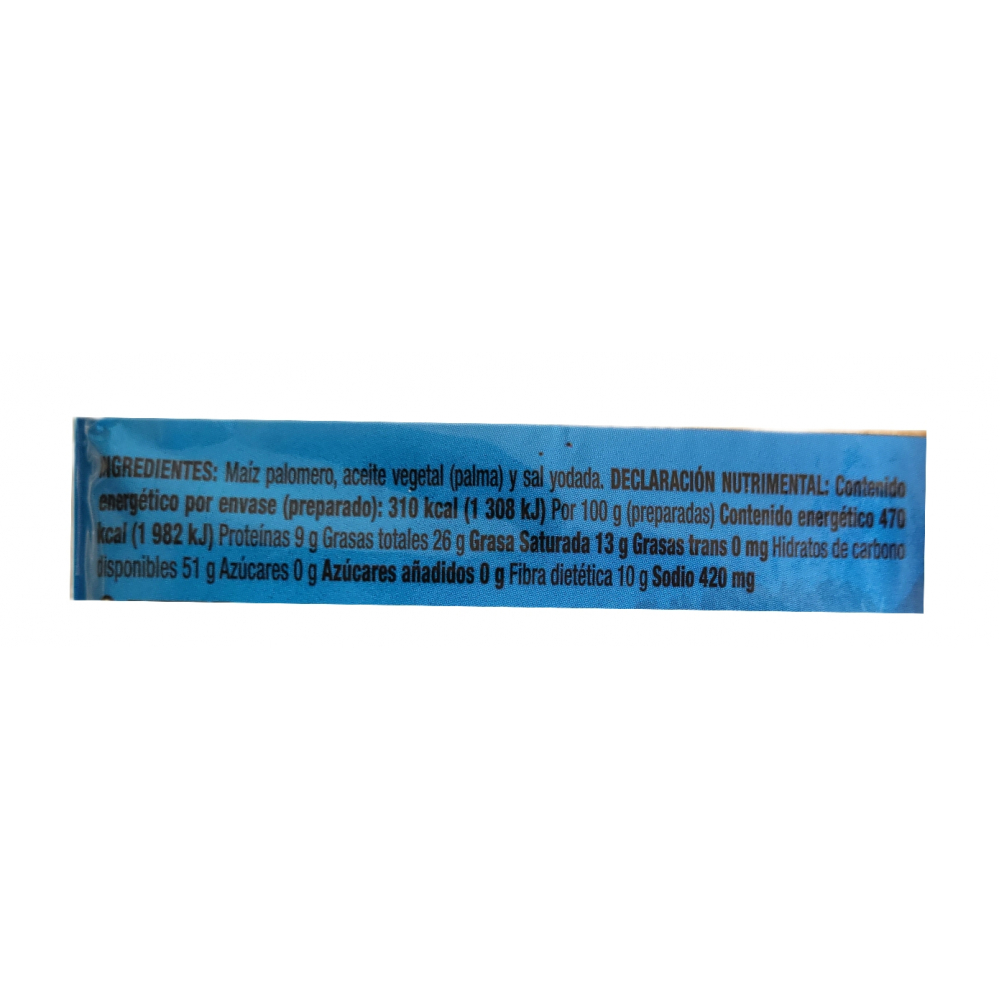 INGREDIENTES: Maíz palomero, aceite vegetal (palma) y sal yodada. DECLARACIÓN NUTRIMENTAL: Contenido
energético por envase (preparado): 310 kcal (1 308 kJ) Por 100 g (preparadas) Contenido energético 470
kcal (1 982 kJ) Proteínas 9 g Grasas totales 26 g Grasa Saturada 13 g Grasas trans 0 mg Hidratos de carbono
disponibles 51 g Azúcares 0 g Azúcares añadidos 0 g Fibra dietética 10 g Sodio 420 mg